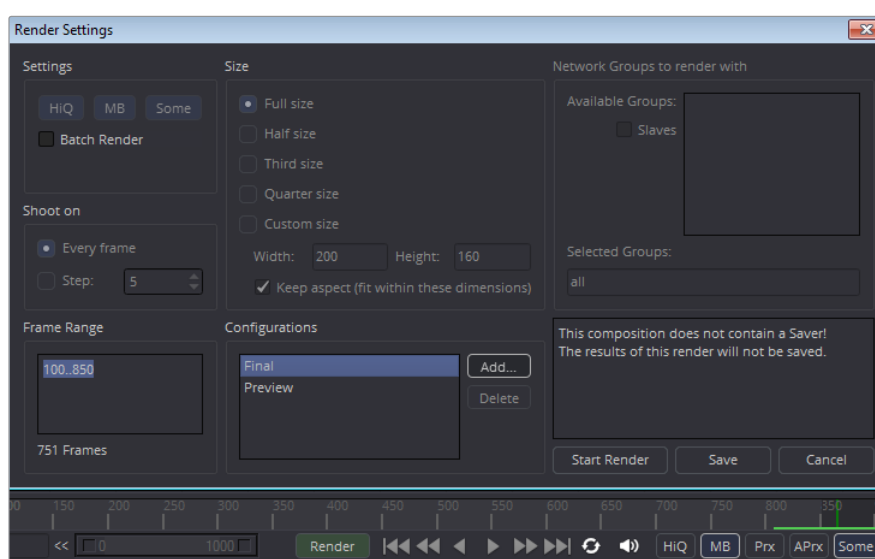 Render Settings
Settings
HiQ MB Some
Batch Render
Shoot on
Every frame
Step: 5
Frame Range
100..850
751 Frames
Size
Full size
Half size
Third size
Quarter size
Custom size
Width: 200 Height: 160
Keep aspect (fit within these dimensions)
Configurations
Final
Preview
Add...
Delete
Network Groups to render with
Available Groups:
Slaves
Selected Groups:
all
This composition does not contain a Saver!
The results of this render will not be saved.
Start Render Save Cancel
150 200 250 300 350 400 450 500 550 600 650 700 750 800
<< 0 1000 Render HiQ MB Prx APrx Some